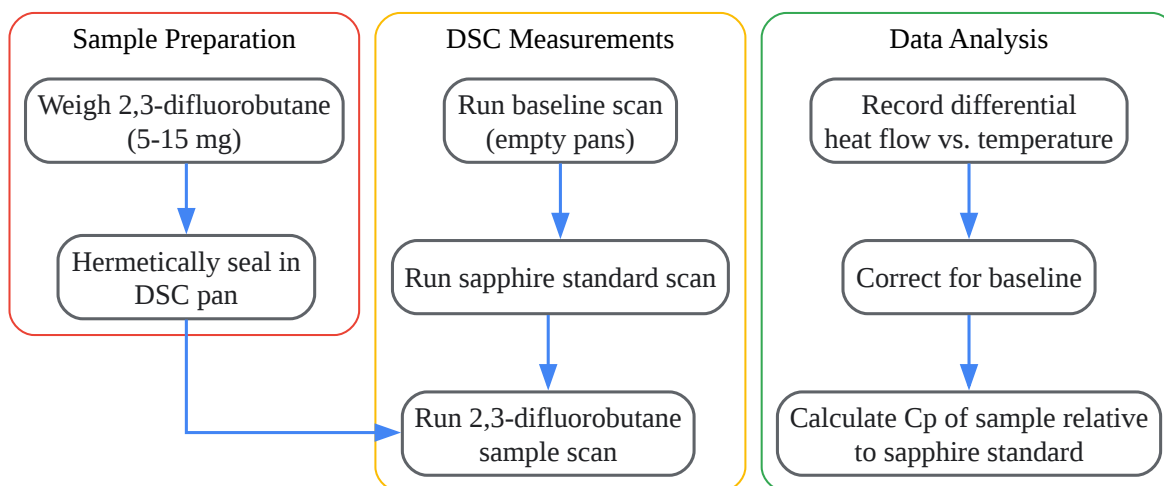 Sample Preparation
Weigh 2,3-difluorobutane
(5-15 mg)
Hermetically seal in
DSC pan
DSC Measurements
Run baseline scan
(empty pans)
Run sapphire standard scan
Run 2,3-difluorobutane
sample scan
Data Analysis
Record differential
heat flow vs. temperature
Correct for baseline
Calculate Cp of sample relative
to sapphire standard